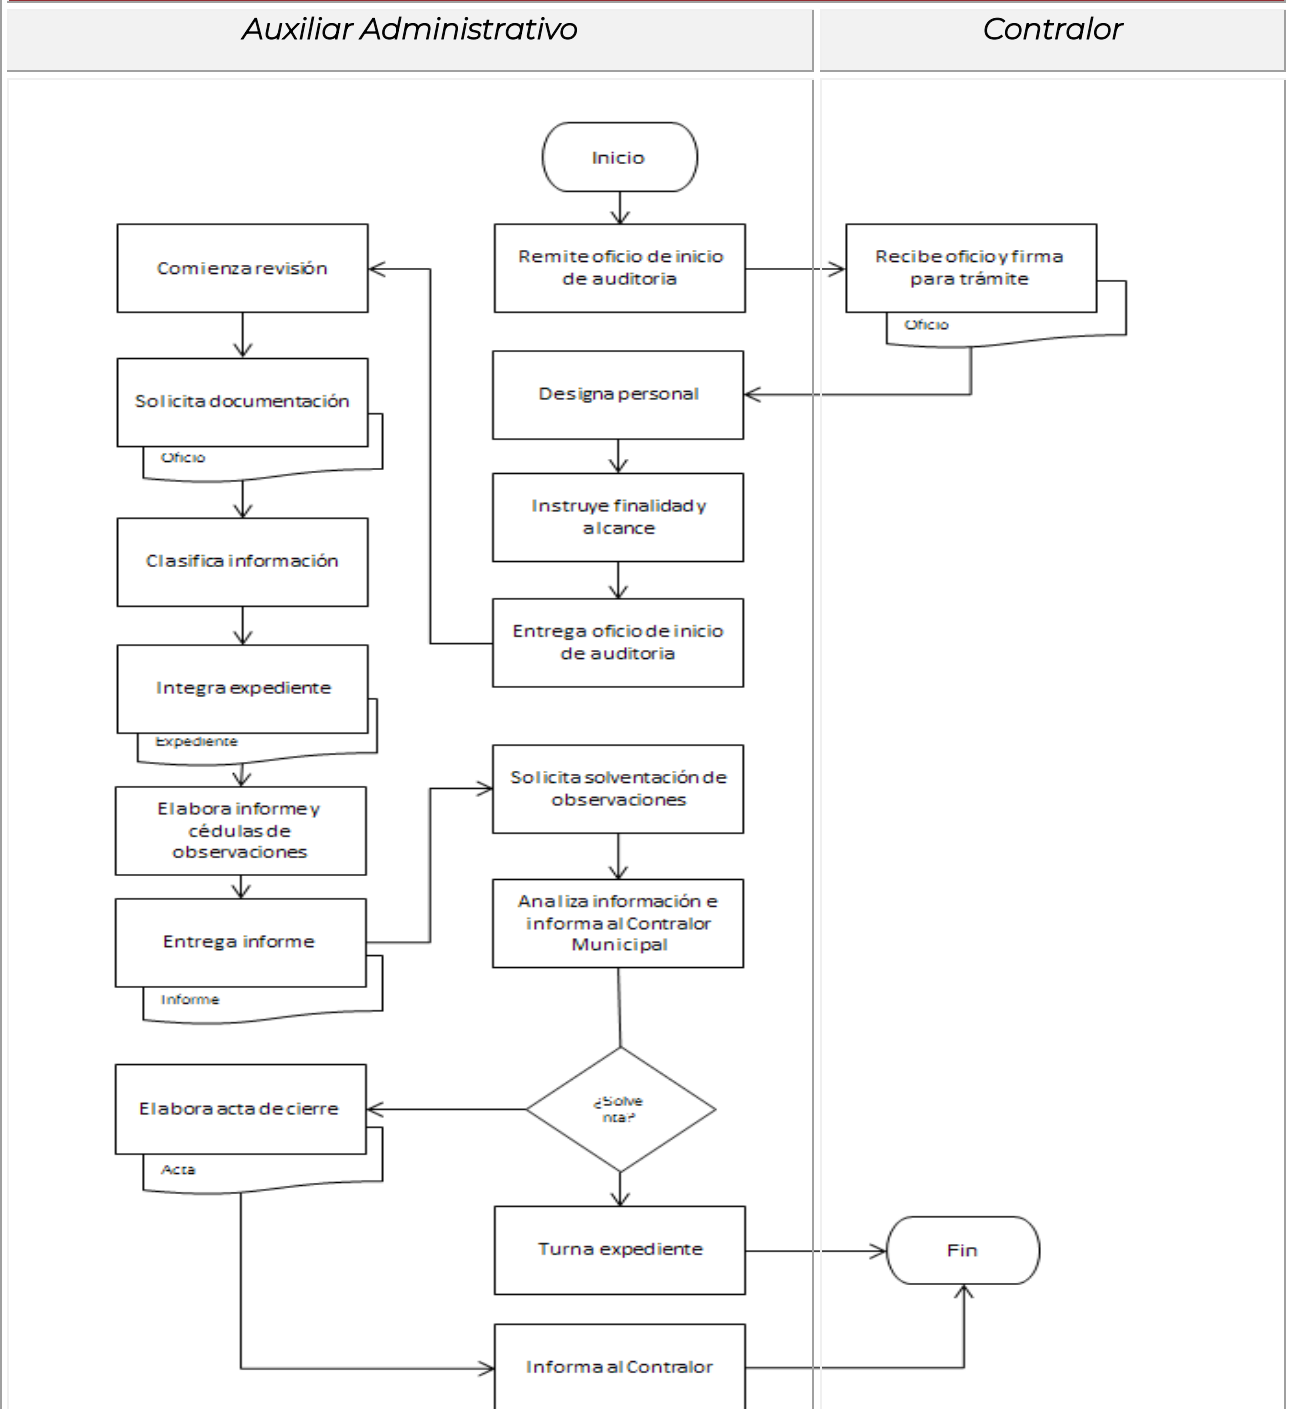 Auxiliar Administrativo
Contralor
Inicio
Remite oficio de inicio
de auditoria
Recibe oficio y firma
para trámite
Oficio
Designa personal
Instruye finalidad y
alcance
Entrega oficio de inicio
de auditoria
Comienza revisión
Solicita documentación
Oficio
Clasifica información
Integra expediente
Expediente
Elabora informe y
cédulas de
observaciones
Entrega informe
Informe
Solicita solventación de
observaciones
Analiza información e
informa al Contralor
Municipal
¿Solve
nta?
Elabora acta de cierre
Acta
Turna expediente
Fin
Informa al Contralor